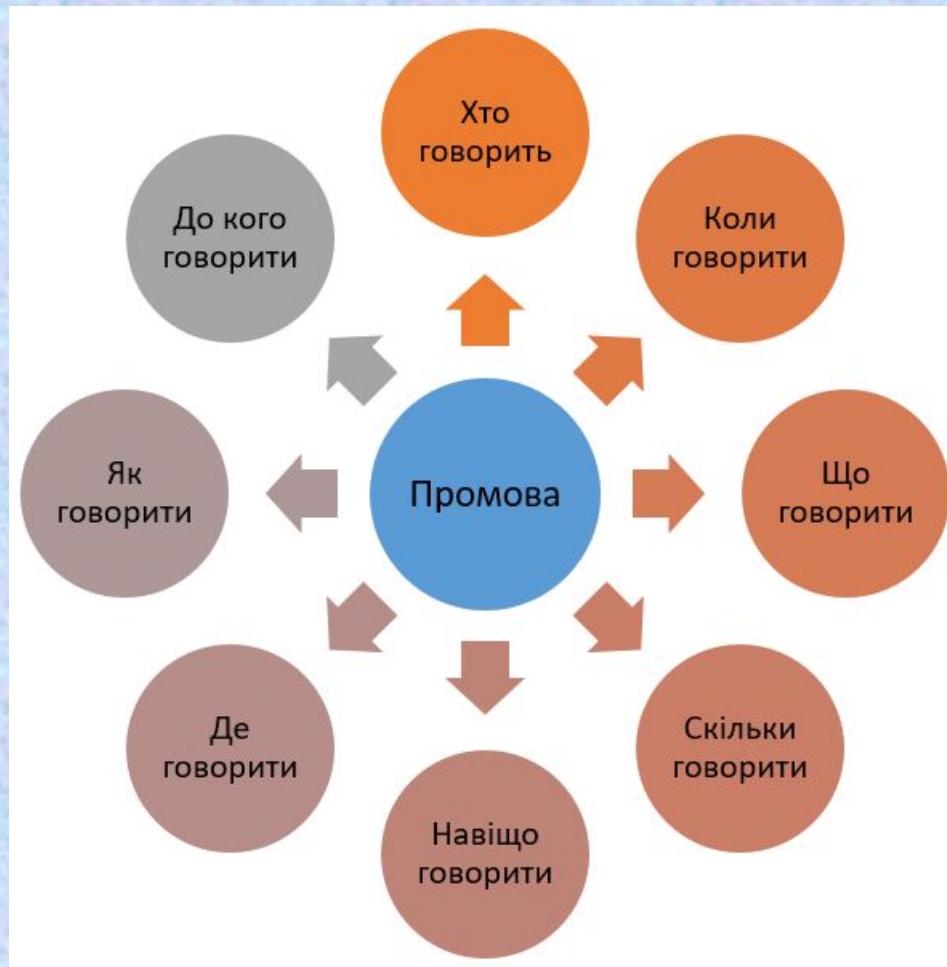 Хто
говорить
Коли
говорити
Що
говорити
Скільки
говорити
Навіщо
говорити
Де
говорити
Як
говорити
До кого
говорити
Промова